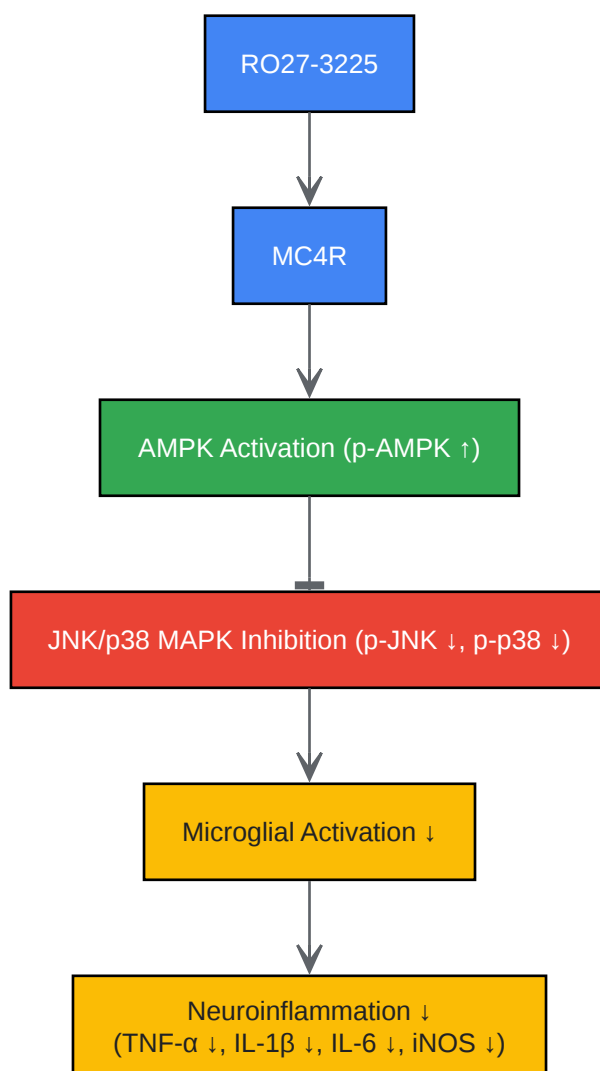 RO27-3225
MC4R
AMPK Activation (p-AMPK ↑)
JNK/p38 MAPK Inhibition (p-JNK ↓, p-p38 ↓)
Microglial Activation ↓
Neuroinflammation ↓
(TNF-α ↓, IL-1β ↓, IL-6 ↓, iNOS ↓)